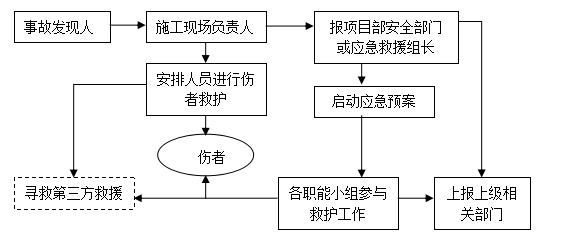 事故发现人
施工现场负责人
报项目部安全部门
或应急救援组长
安排人员进行伤
者救护
启动应急预案
伤者
寻救第三方救援
各职能小组参与
救护工作
上报上级相
关部门